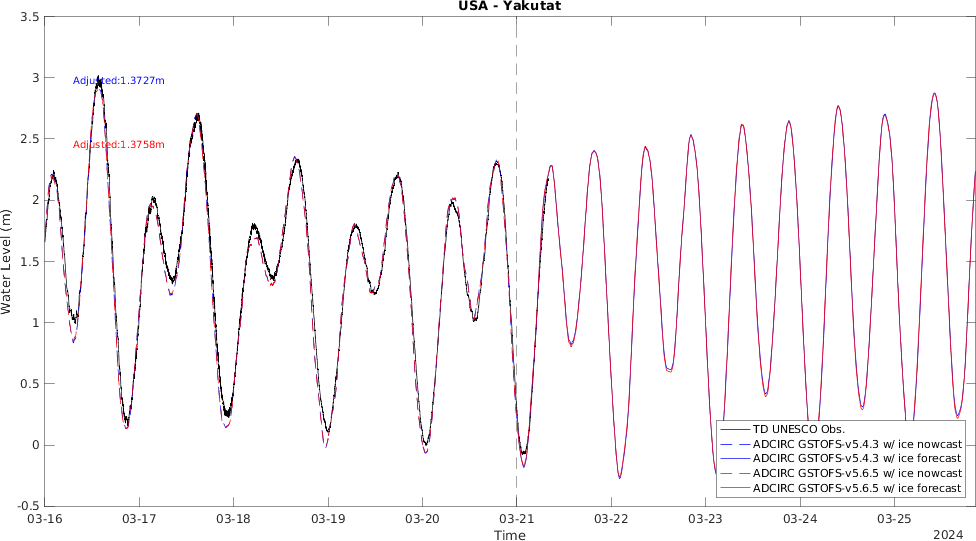 USA - Yakutat
3.5
3
2.5
2
1.5
1
0.5
0
-0.5
Water Level (m)
Adjusted:1.3727m
Adjusted:1.3758m
TD UNESCO Obs.
ADCIRC GSTOFS-v5.4.3 w/ ice nowcast
ADCIRC GSTOFS-v5.4.3 w/ ice forecast
ADCIRC GSTOFS-v5.6.5 w/ ice nowcast
ADCIRC GSTOFS-v5.6.5 w/ ice forecast
03-16 03-17 03-18 03-19 03-20 03-21 03-22 03-23 03-24 03-25
Time
2024